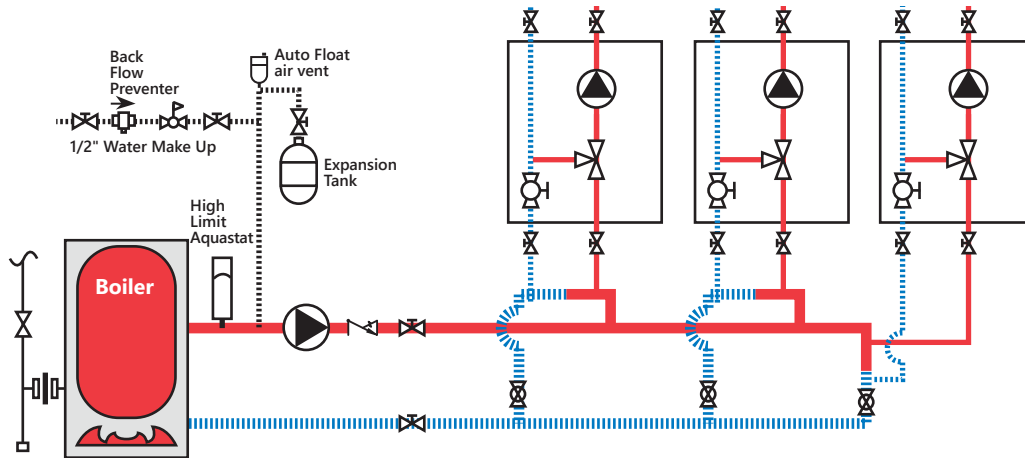 Back
Flow
Preventer
Auto Float
air vent
1/2" Water Make Up
Expansion
Tank
High
Limit
Aquastat
Boiler